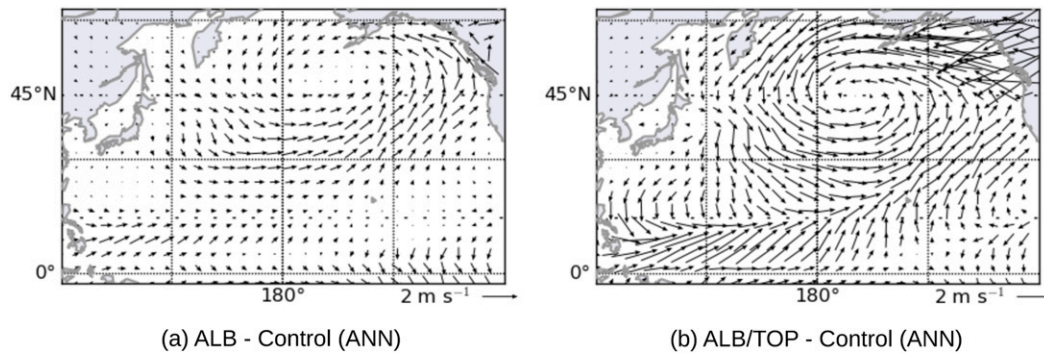 45°N
0°
180°
2 m s⁻¹
(a) ALB - Control (ANN)
45°N
0°
180°
2 m s⁻¹
(b) ALB/TOP - Control (ANN)